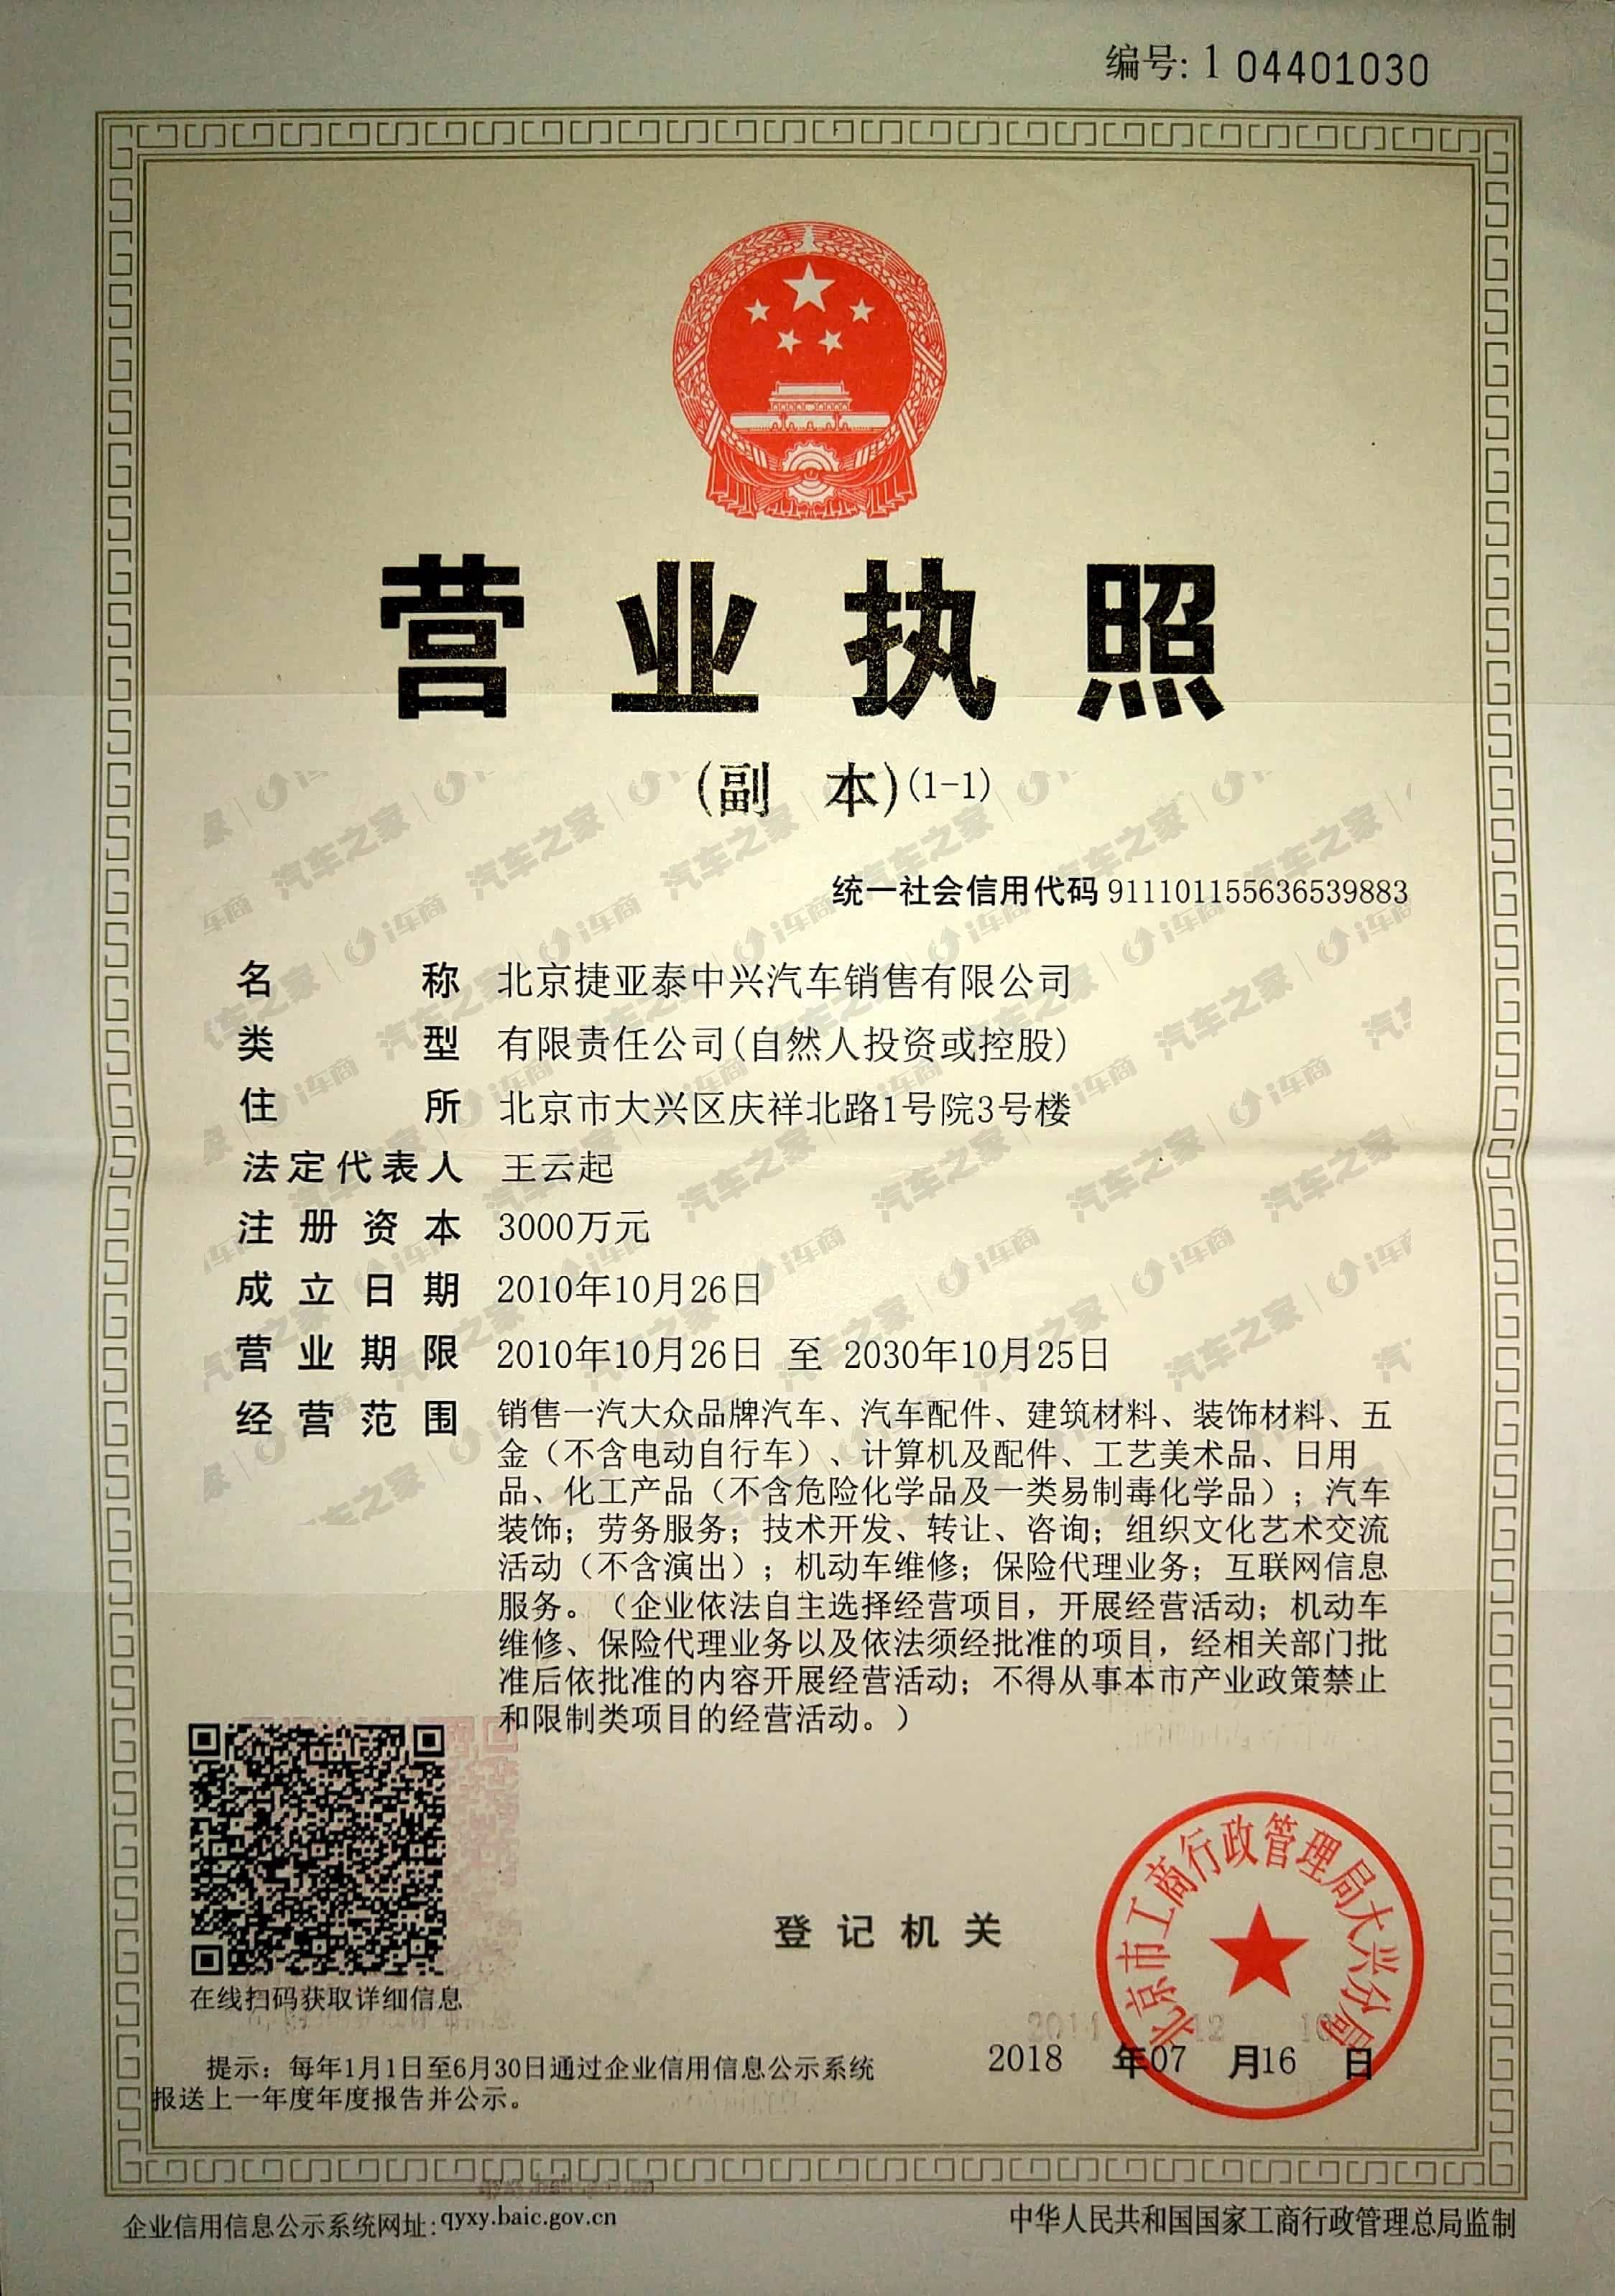 编号: 1 04401030
营业执照
(副 本)(1-1)
统一社会信用代码 911101155636539883
名 称 北京捷亚泰中兴汽车销售有限公司
类 型 有限责任公司(自然人投资或控股)
住 所 北京市大兴区庆祥北路1号院3号楼
法定代表人 王云起
注册资本 3000万元
成立日期 2010年10月26日
营业期限 2010年10月26日 至 2030年10月25日
经营范围 销售一汽大众品牌汽车、汽车配件、建筑材料、装饰材料、五
金（不含电动自行车）、计算机及配件、工艺美术品、日用
品、化工产品（不含危险化学品及一类易制毒化学品）；汽车
装饰；劳务服务；技术开发、转让、咨询；组织文化艺术交流
活动（不含演出）；机动车维修；保险代理业务；互联网信息
服务。（企业依法自主选择经营项目，开展经营活动；机动车
维修、保险代理业务以及依法须经批准的项目，经相关部门批
准后依批准的内容开展经营活动；不得从事本市产业政策禁止
和限制类项目的经营活动。）
在线扫码获取详细信息
登记机关
北京市工商行政管理局大兴分局
2018 年07 月16 日
提示：每年1月1日至6月30日通过企业信用信息公示系统
报送上一年度年度报告并公示。
企业信用信息公示系统网址: qyxy.baic.gov.cn
中华人民共和国国家工商行政管理总局监制
汽车之家 | i车商